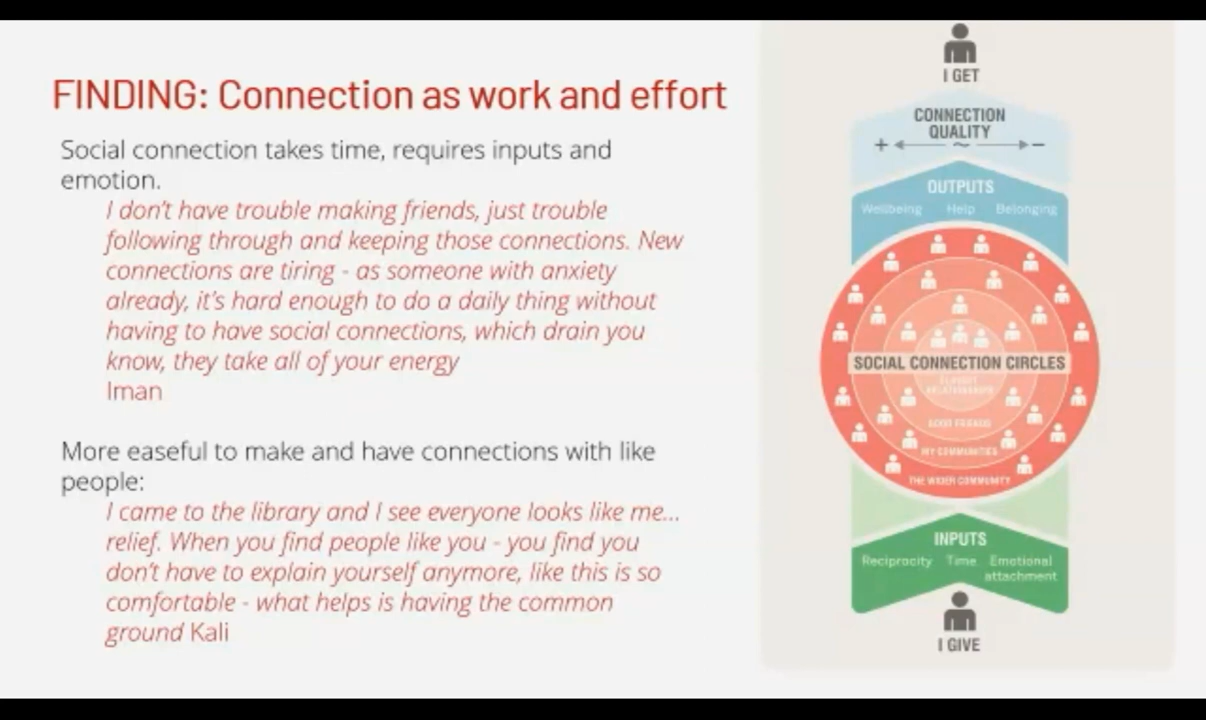 FINDING: Connection as work and effort
Social connection takes time, requires inputs and
emotion.
I don't have trouble making friends, just trouble
following through and keeping those connections. New
connections are tiring - as someone with anxiety
already, it's hard enough to do a daily thing without
having to have social connections, which drain you
know, they take all of your energy
Iman
More easeful to make and have connections with like
people:
I came to the library and I see everyone looks like me...
relief. When you find people like you - you find you
don't have to explain yourself anymore, like this is so
comfortable - what helps is having the common
ground Kali
I GET
CONNECTION
QUALITY
+ ~ −
OUTPUTS
Wellbeing Help Belonging
SOCIAL CONNECTION CIRCLES
CLOSEST
RELATIONSHIPS
GOOD FRIENDS
MY COMMUNITIES
THE WIDER COMMUNITY
INPUTS
Reciprocity Time Emotional
attachment
I GIVE